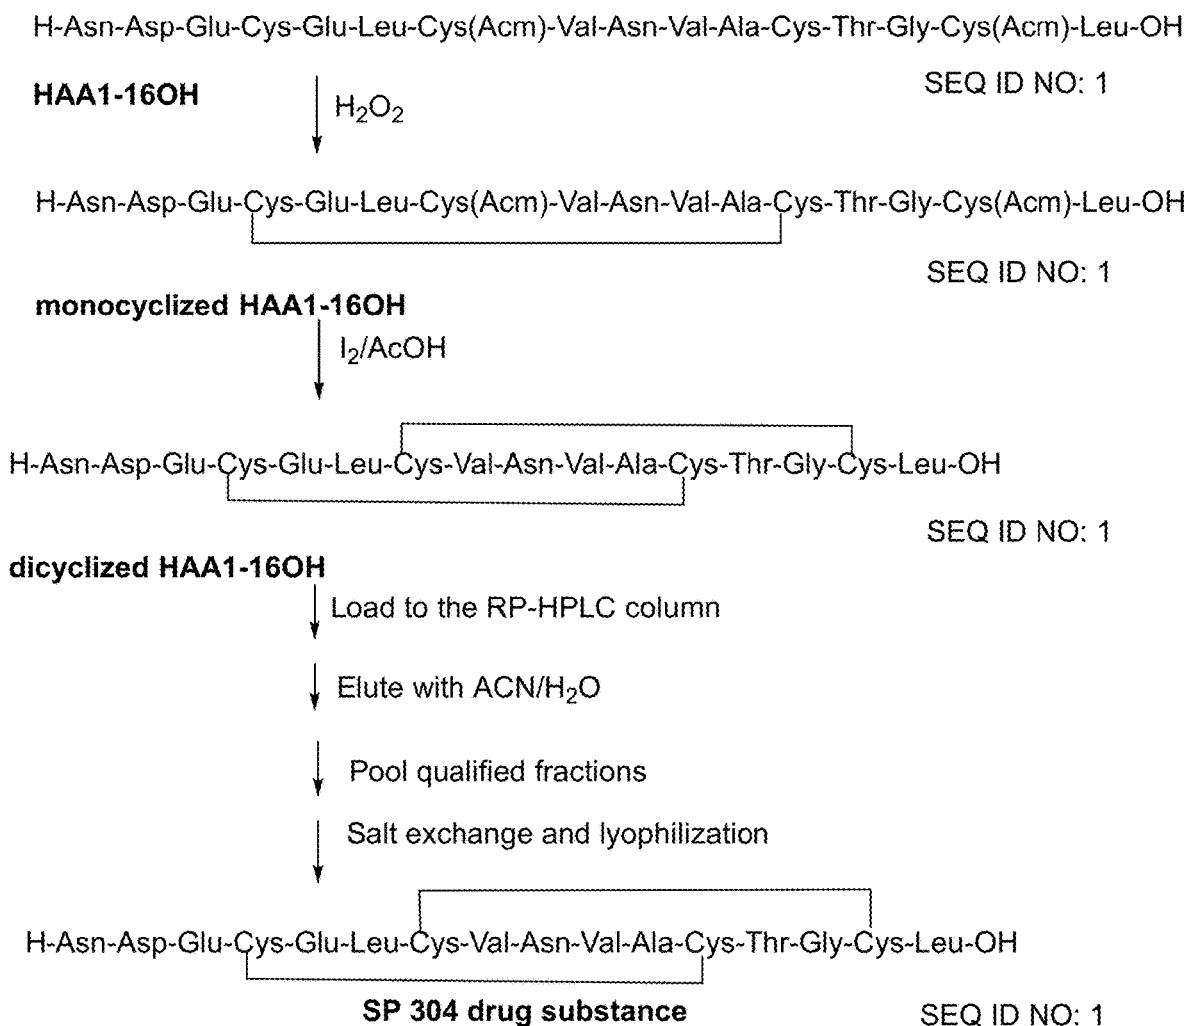 H-Asn-Asp-Glu-Cys-Glu-Leu-Cys(Acm)-Val-Asn-Val-Ala-Cys-Thr-Gly-Cys(Acm)-Leu-OH
SEQ ID NO: 1
HAA1-16OH
H₂O₂
H-Asn-Asp-Glu-Cys-Glu-Leu-Cys(Acm)-Val-Asn-Val-Ala-Cys-Thr-Gly-Cys(Acm)-Leu-OH
SEQ ID NO: 1
monocyclized HAA1-16OH
I₂/AcOH
H-Asn-Asp-Glu-Cys-Glu-Leu-Cys-Val-Asn-Val-Ala-Cys-Thr-Gly-Cys-Leu-OH
SEQ ID NO: 1
dicyclized HAA1-16OH
Load to the RP-HPLC column
Elute with ACN/H₂O
Pool qualified fractions
Salt exchange and lyophilization
H-Asn-Asp-Glu-Cys-Glu-Leu-Cys-Val-Asn-Val-Ala-Cys-Thr-Gly-Cys-Leu-OH
SP 304 drug substance
SEQ ID NO: 1